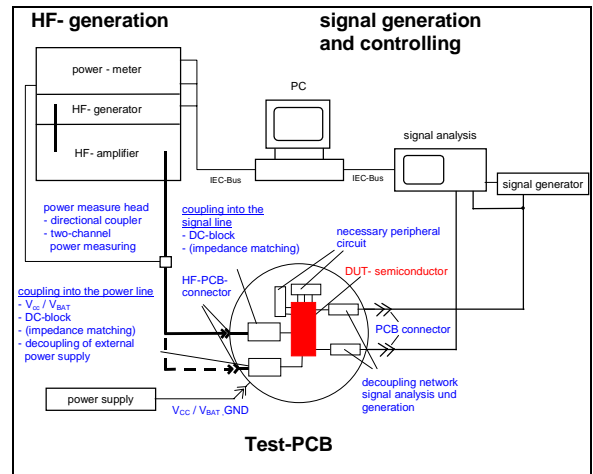 HF- generation
signal generation
and controlling
power - meter
HF- generator
HF- amplifier
PC
signal analysis
signal generator
IEC-Bus
IEC-Bus
power measure head
- directional coupler
- two-channel
power measuring
coupling into the
signal line
- DC-block
- (impedance matching)
necessary peripheral
circuit
DUT- semiconductor
HF-PCB-
connector
coupling into the power line
- Vcc / VBAT
- DC-block
- (impedance matching)
- decoupling of external
power supply
PCB connector
decoupling network
signal analysis und
generation
power supply
VCC / VBAT, GND
Test-PCB